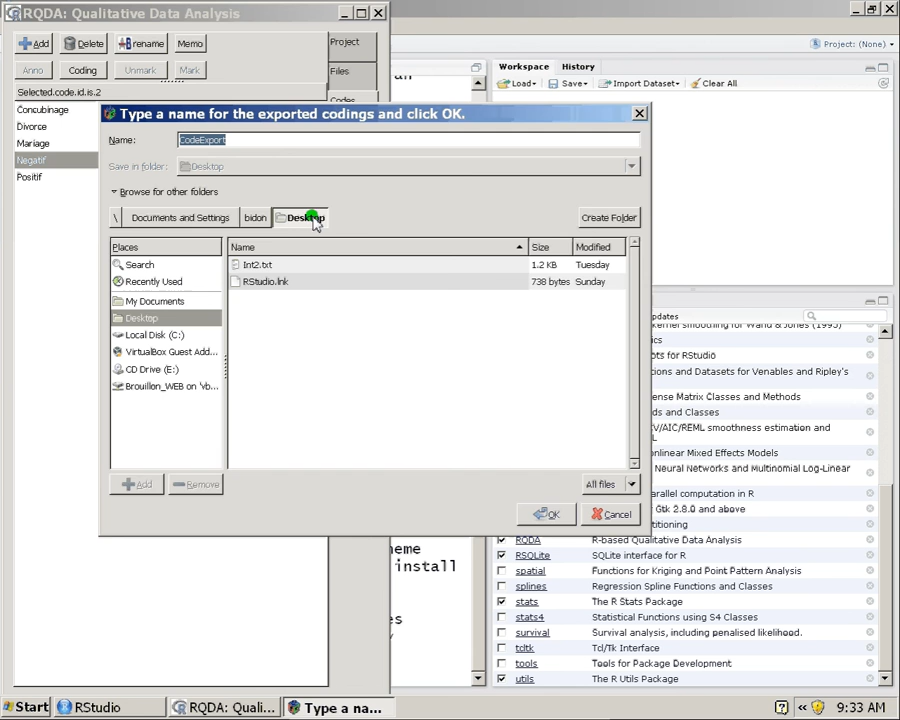 RQDA: Qualitative Data Analysis
Add
Delete
rename
Memo
Project
Anno
Coding
Unmark
Mark
Files
Selected.code.id.is.2
Codes
Concubinage
Divorce
Mariage
Negatif
Positif
Project: (None)
Workspace
History
Load
Save
Import Dataset
Clear All
Type a name for the exported codings and click OK.
Name:
CodeExport
Save in folder:
Desktop
Browse for other folders
\
Documents and Settings
bidon
Desktop
Create Folder
Places
Name
Size
Modified
Search
Int2.txt
1.2 KB
Tuesday
Recently Used
RStudio.lnk
738 bytes
Sunday
My Documents
Desktop
Local Disk (C:)
VirtualBox Guest Add...
CD Drive (E:)
Brouillon_WEB on 'vb...
Add
Remove
All files
OK
Cancel
updates
kernel smoothing for Wand & Jones (1995)
ics
ots for RStudio
ctions and Datasets for Venables and Ripley's
ense Matrix Classes and Methods
ds and Classes
V/AIC/REML smoothness estimation and
onlinear Mixed Effects Models
Neural Networks and Multinomial Log-Linear
arallel computation in R
Gtk 2.8.0 and above
titioning
RQDA
R-based Qualitative Data Analysis
RSQLite
SQLite interface for R
spatial
Functions for Kriging and Point Pattern Analysis
splines
Regression Spline Functions and Classes
stats
The R Stats Package
stats4
Statistical Functions using S4 Classes
survival
Survival analysis, including penalised likelihood.
tcltk
Tcl/Tk Interface
tools
Tools for Package Development
utils
The R Utils Package
heme
install
es
Start
RStudio
RQDA: Quali...
Type a na...
9:33 AM